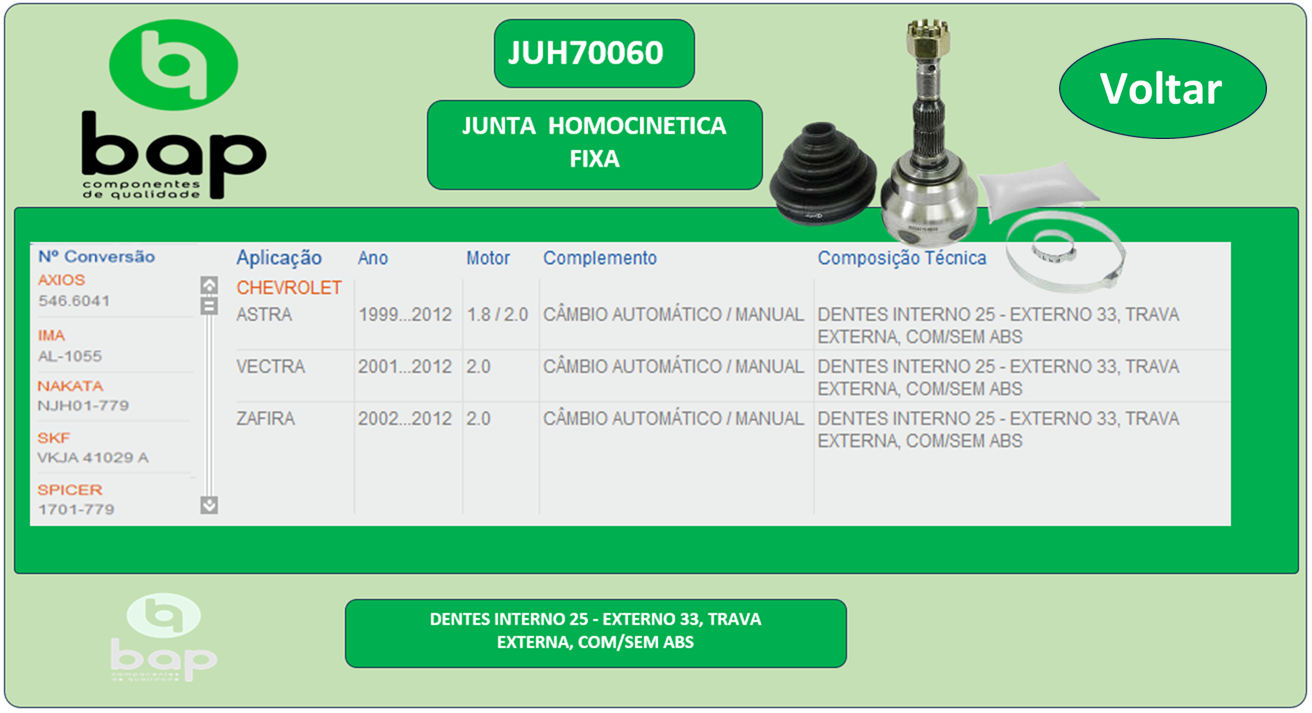 bap
componentes
de qualidade
JUH70060
JUNTA HOMOCINETICA
FIXA
Voltar
Nº Conversão
AXIOS
546.6041
IMA
AL-1055
NAKATA
NJH01-779
SKF
VKJA 41029 A
SPICER
1701-779
Aplicação Ano Motor Complemento Composição Técnica
CHEVROLET
ASTRA 1999...2012 1.8 / 2.0 CÂMBIO AUTOMÁTICO / MANUAL DENTES INTERNO 25 - EXTERNO 33, TRAVA
EXTERNA, COM/SEM ABS
VECTRA 2001...2012 2.0 CÂMBIO AUTOMÁTICO / MANUAL DENTES INTERNO 25 - EXTERNO 33, TRAVA
EXTERNA, COM/SEM ABS
ZAFIRA 2002...2012 2.0 CÂMBIO AUTOMÁTICO / MANUAL DENTES INTERNO 25 - EXTERNO 33, TRAVA
EXTERNA, COM/SEM ABS
bap
componentes
de qualidade
DENTES INTERNO 25 - EXTERNO 33, TRAVA
EXTERNA, COM/SEM ABS